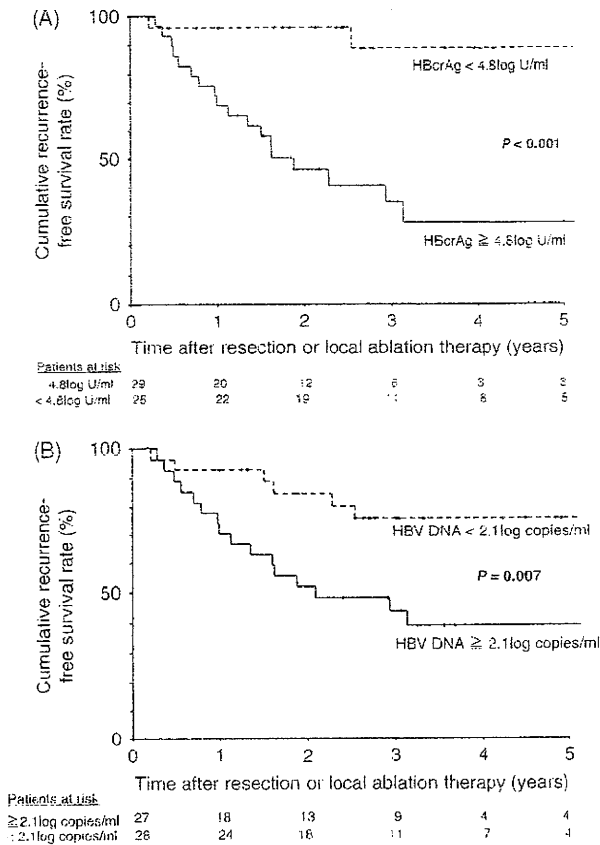 (A)
100
50
0
Cumulative recurrence-
free survival rate (%)
HBcrAg < 4.8log U/ml
P < 0.001
HBcrAg ≧ 4.8log U/ml
0 1 2 3 4 5
Time after resection or local ablation therapy (years)
Patients at risk
4.8log U/ml 29 20 12 6 3 3
< 4.8log U/ml 25 22 19 11 8 5
(B)
100
50
0
Cumulative recurrence-
free survival rate (%)
HBV DNA < 2.1log copies/ml
P = 0.007
HBV DNA ≧ 2.1log copies/ml
0 1 2 3 4 5
Time after resection or local ablation therapy (years)
Patients at risk
≧2.1log copies/ml 27 18 13 9 4 4
2.1log copies/ml 24 18 11 7 4